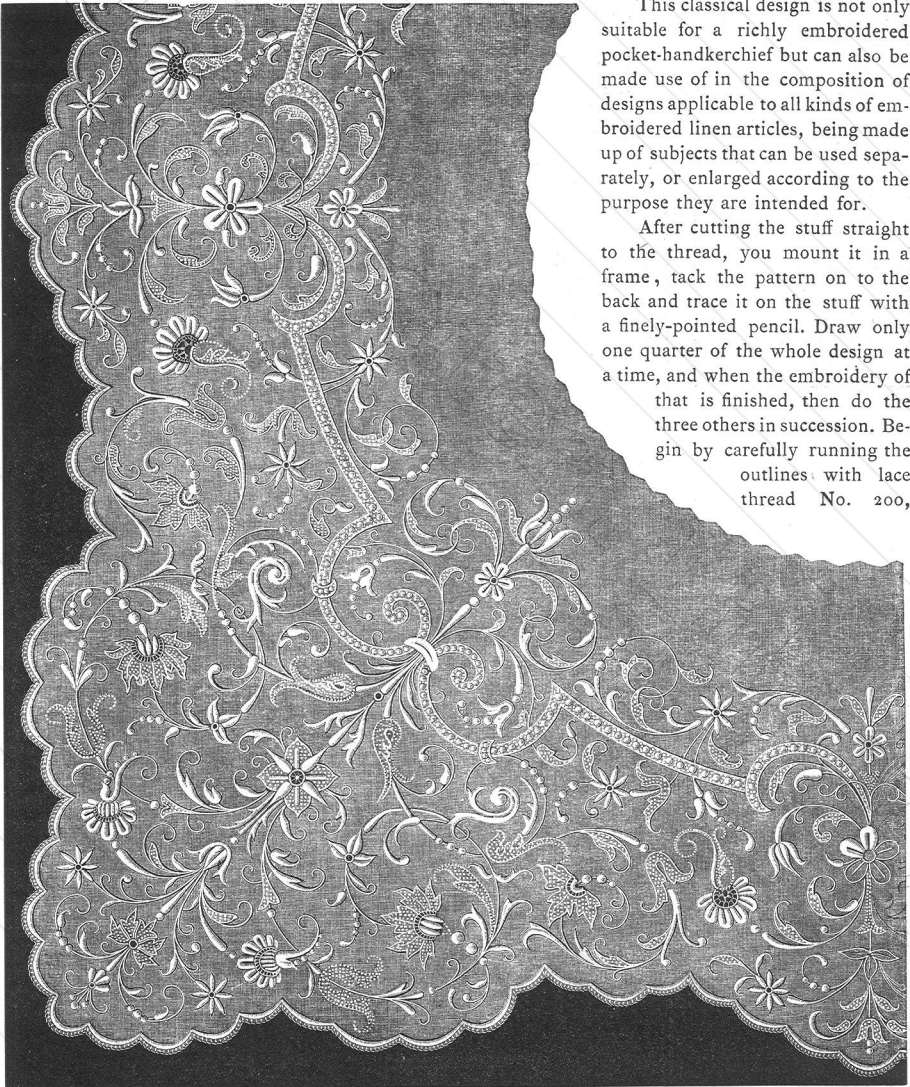 This classical design is not only
suitable for a richly embroidered
pocket-handkerchief but can also be
made use of in the composition of
designs applicable to all kinds of em-
broidered linen articles, being made
up of subjects that can be used sepa-
rately, or enlarged according to the
purpose they are intended for.
After cutting the stuff straight
to the thread, you mount it in a
frame, tack the pattern on to the
back and trace it on the stuff with
a finely-pointed pencil. Draw only
one quarter of the whole design at
a time, and when the embroidery of
that is finished, then do the
three others in succession. Be-
gin by carefully running the
outlines with lace
thread No. 200,